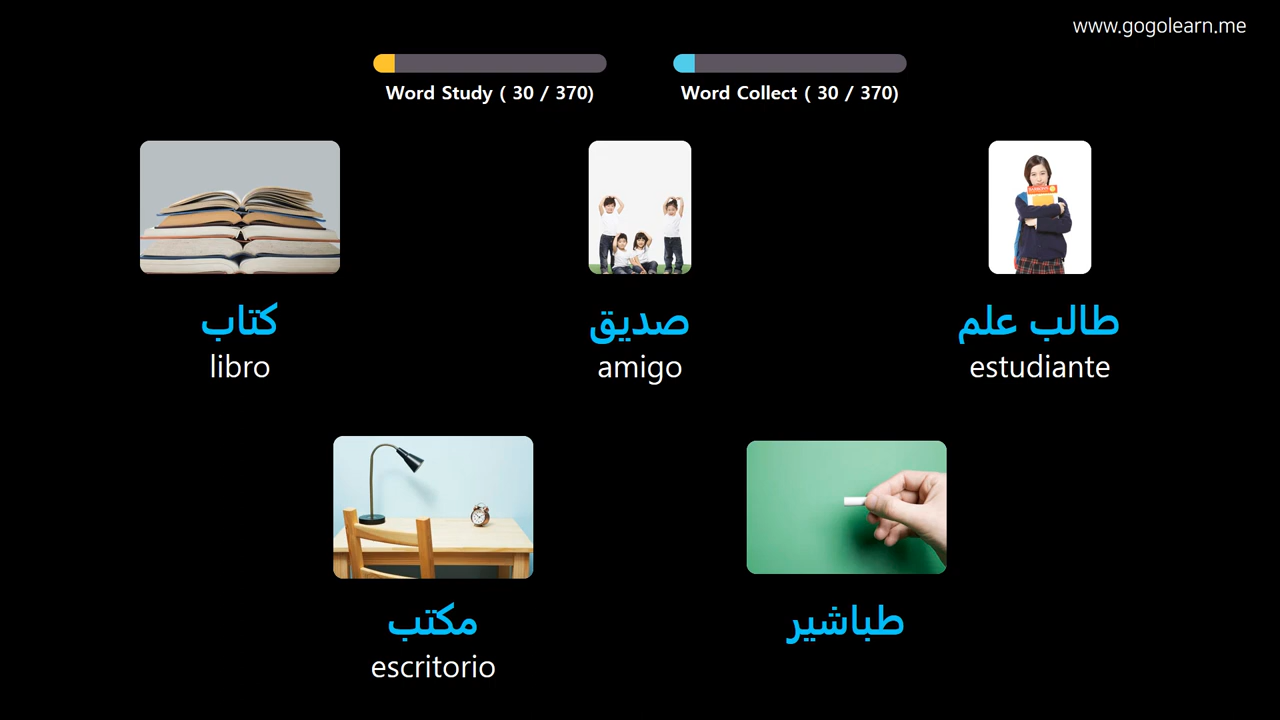 www.gogolearn.me
Word Study ( 30 / 370)
Word Collect ( 30 / 370)
كتاب
libro
صديق
amigo
طالب علم
estudiante
مكتب
escritorio
طباشير